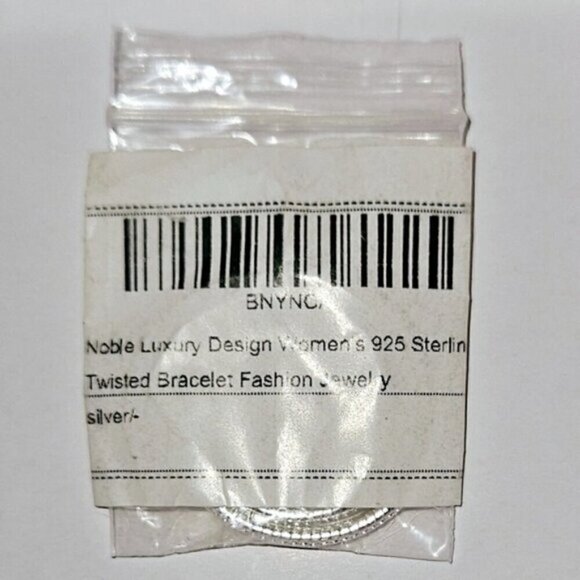 BNYNC/
Noble Luxury Design Women's 925 Sterlin
Twisted Bracelet Fashion Jewelry
silver/-